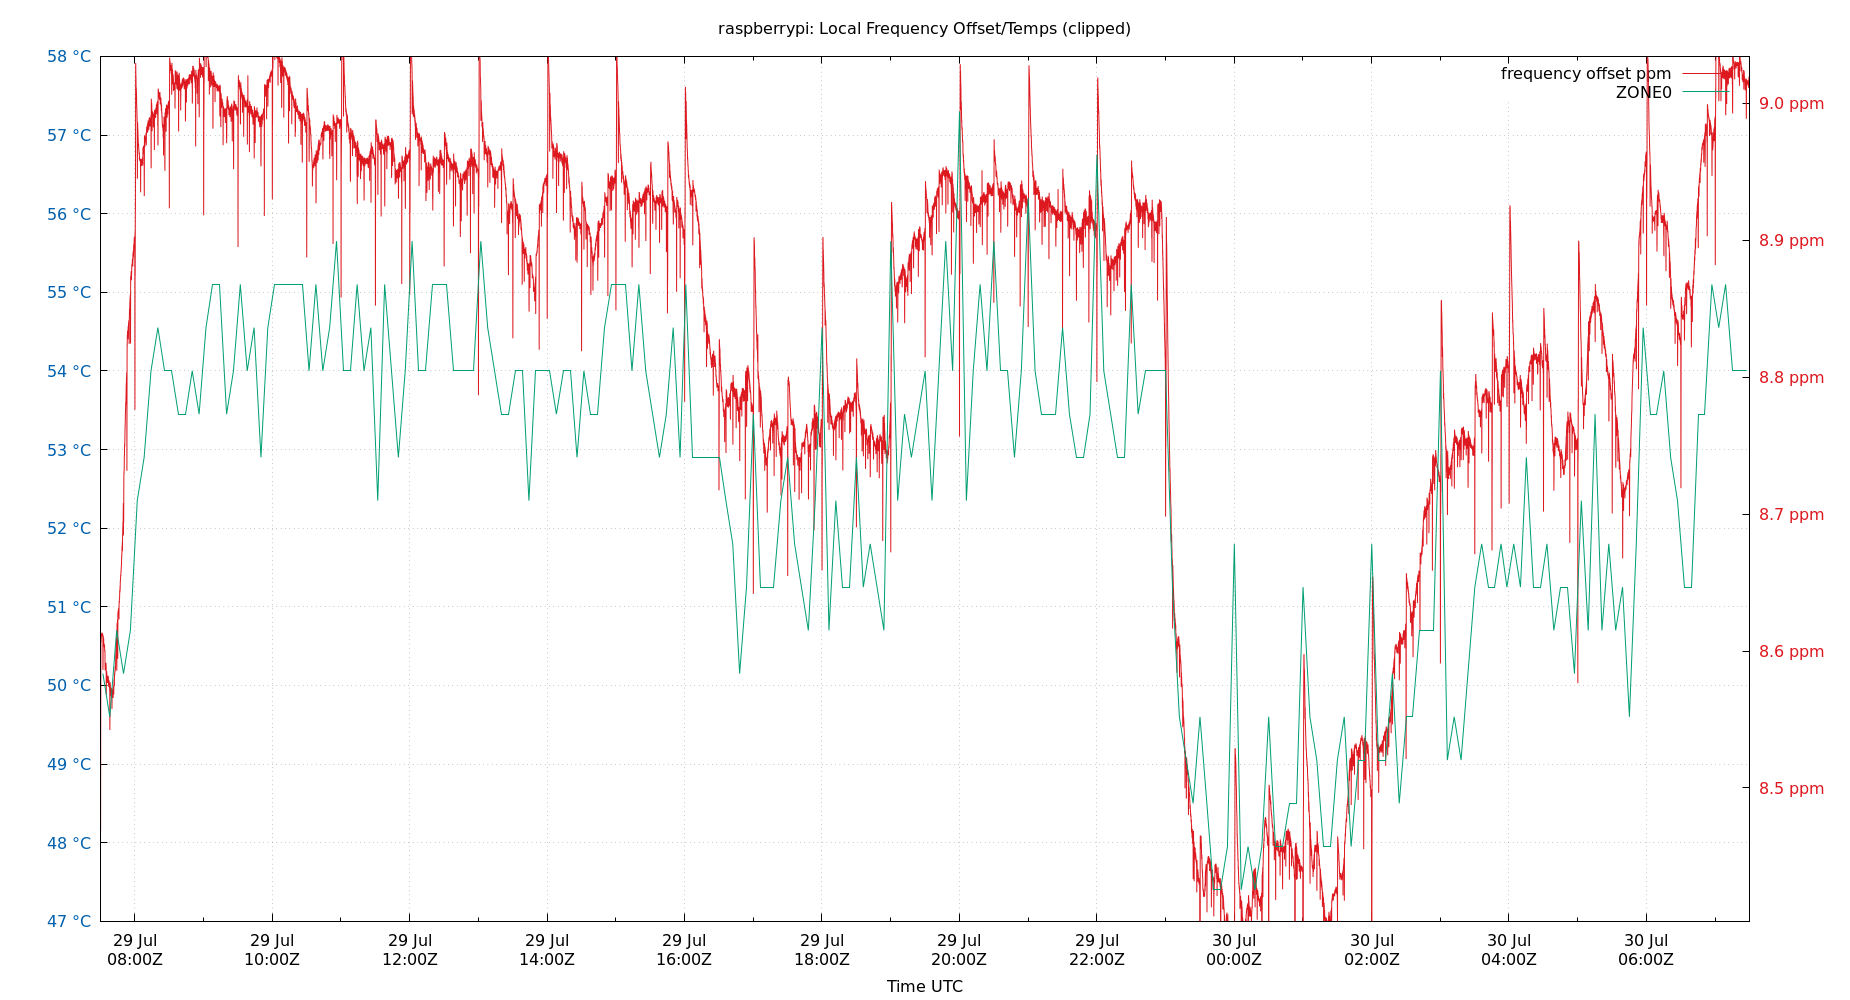 raspberrypi: Local Frequency Offset/Temps (clipped)
58 °C
57 °C
56 °C
55 °C
54 °C
53 °C
52 °C
51 °C
50 °C
49 °C
48 °C
47 °C
frequency offset ppm
ZONE0
9.0 ppm
8.9 ppm
8.8 ppm
8.7 ppm
8.6 ppm
8.5 ppm
29 Jul 29 Jul 29 Jul 29 Jul 29 Jul 29 Jul 29 Jul 29 Jul 30 Jul 30 Jul 30 Jul 30 Jul
08:00Z 10:00Z 12:00Z 14:00Z 16:00Z 18:00Z 20:00Z 22:00Z 00:00Z 02:00Z 04:00Z 06:00Z
Time UTC